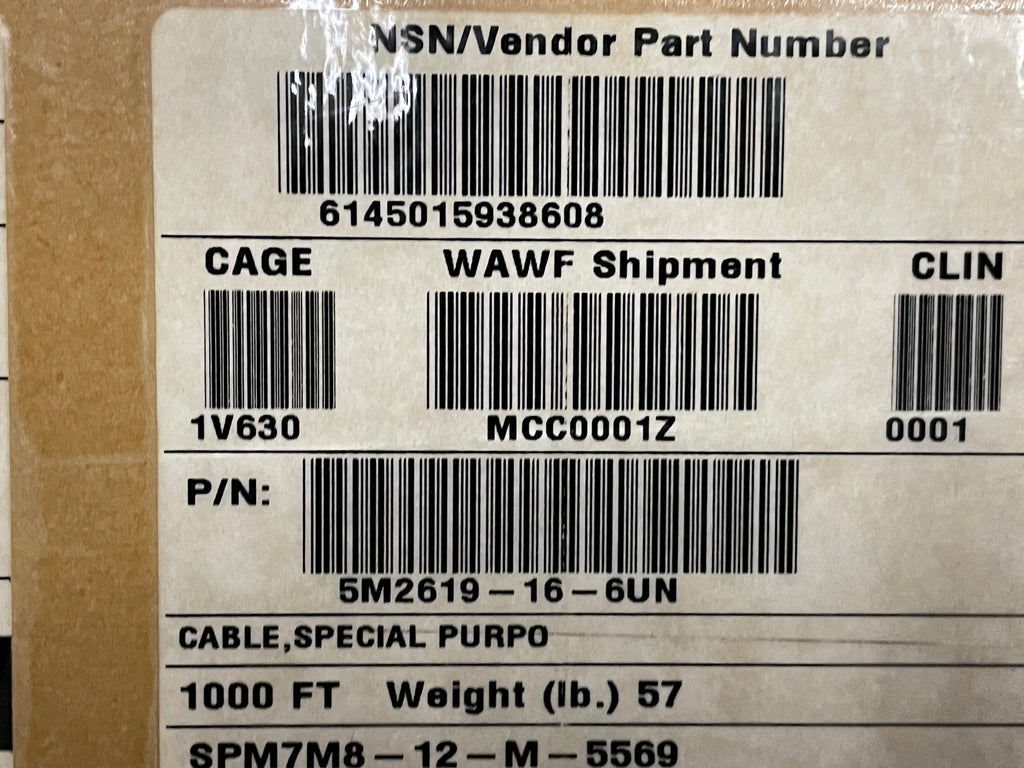 NSN/Vendor Part Number
6145015938608
CAGE WAWF Shipment CLIN
1V630 MCC0001Z 0001
P/N:
5M2619-16-6UN
CABLE,SPECIAL PURPO
1000 FT Weight (lb.) 57
SPM7M8-12-M-5569